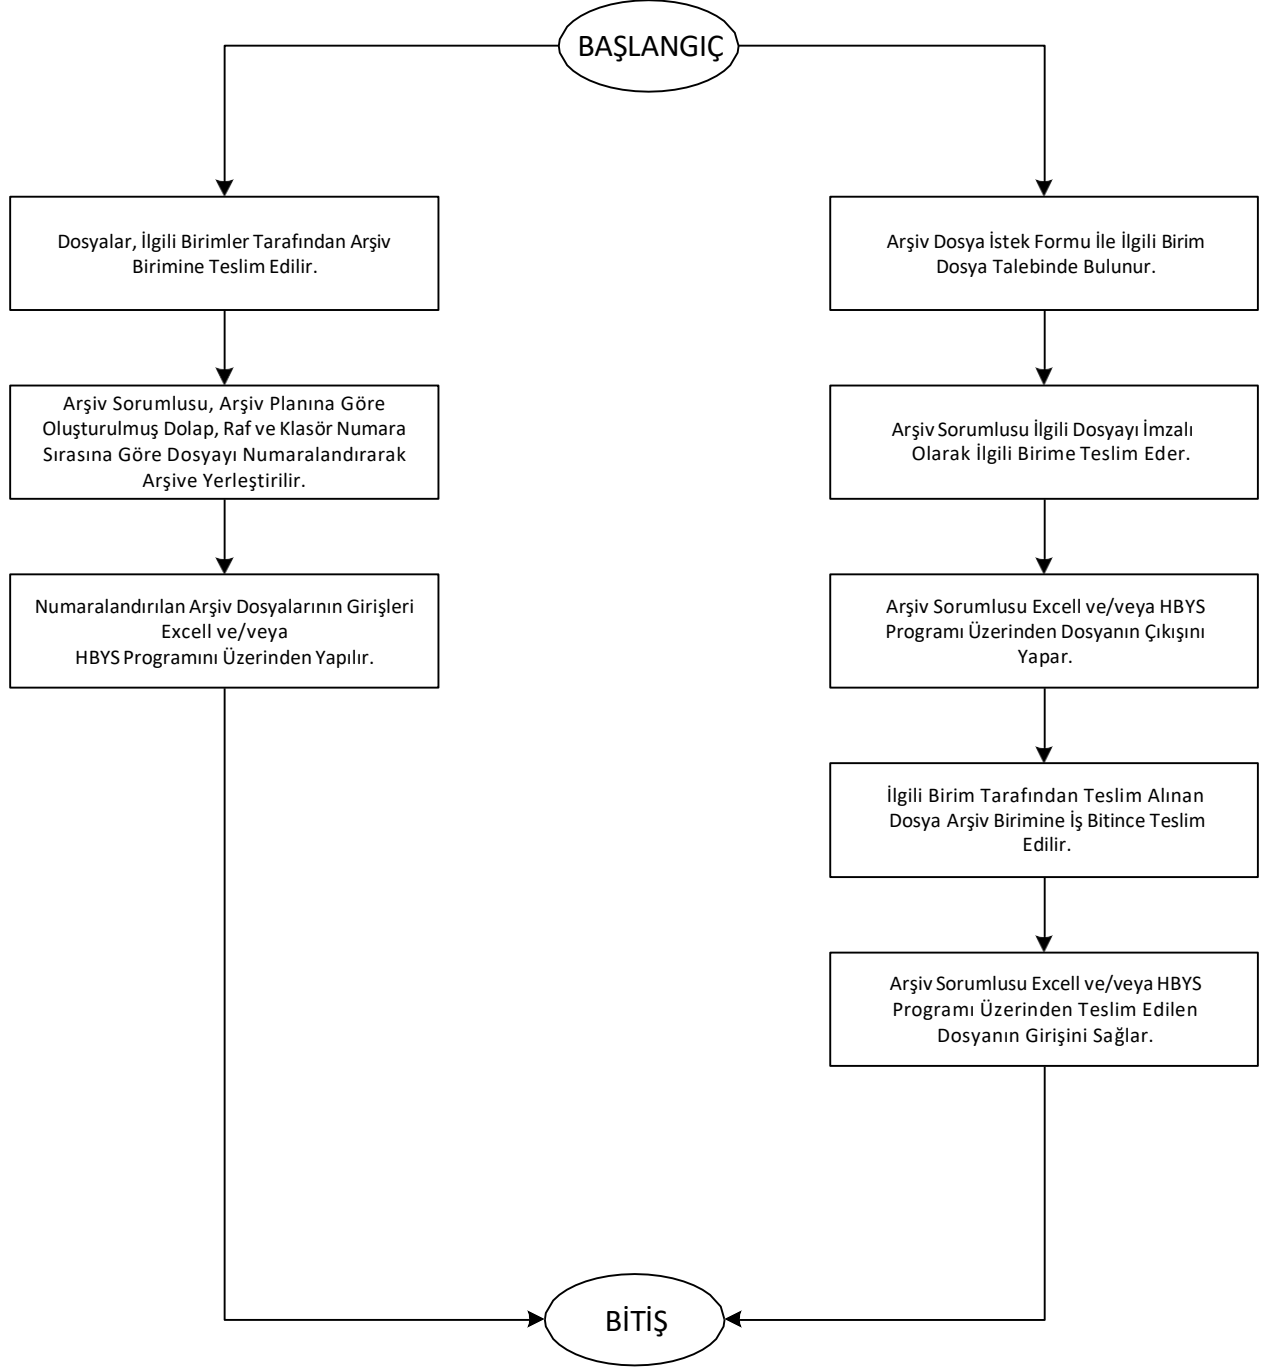 BAŞLANGIÇ
Dosyalar, İlgili Birimler Tarafından Arşiv
Birimine Teslim Edilir.
Arşiv Sorumlusu, Arşiv Planına Göre
Oluşturulmuş Dolap, Raf ve Klasör Numara
Sırasına Göre Dosyayı Numaralandırarak
Arşive Yerleştirilir.
Numaralandırılan Arşiv Dosyalarının Girişleri
Excell ve/veya
HBYS Programını Üzerinden Yapılır.
Arşiv Dosya İstek Formu İle İlgili Birim
Dosya Talebinde Bulunur.
Arşiv Sorumlusu İlgili Dosyayı İmzalı
Olarak İlgili Birime Teslim Eder.
Arşiv Sorumlusu Excell ve/veya HBYS
Programı Üzerinden Dosyanın Çıkışını
Yapar.
İlgili Birim Tarafından Teslim Alınan
Dosya Arşiv Birimine İş Bitince Teslim
Edilir.
Arşiv Sorumlusu Excell ve/veya HBYS
Programı Üzerinden Teslim Edilen
Dosyanın Girişini Sağlar.
BİTİŞ